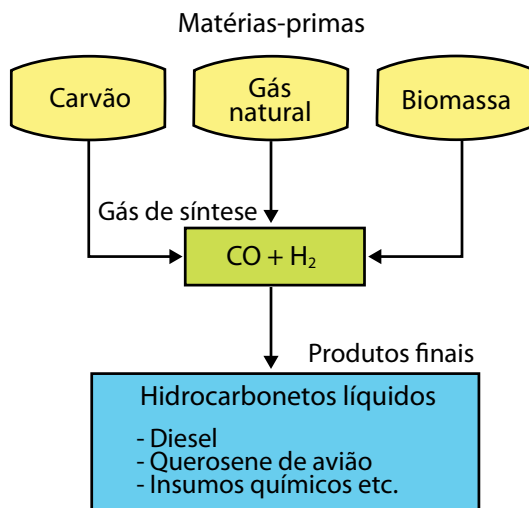 Matérias-primas
Carvão
Gás
natural
Biomassa
Gás de síntese
CO + H₂
Produtos finais
Hidrocarbonetos líquidos
- Diesel
- Querosene de avião
- Insumos químicos etc.